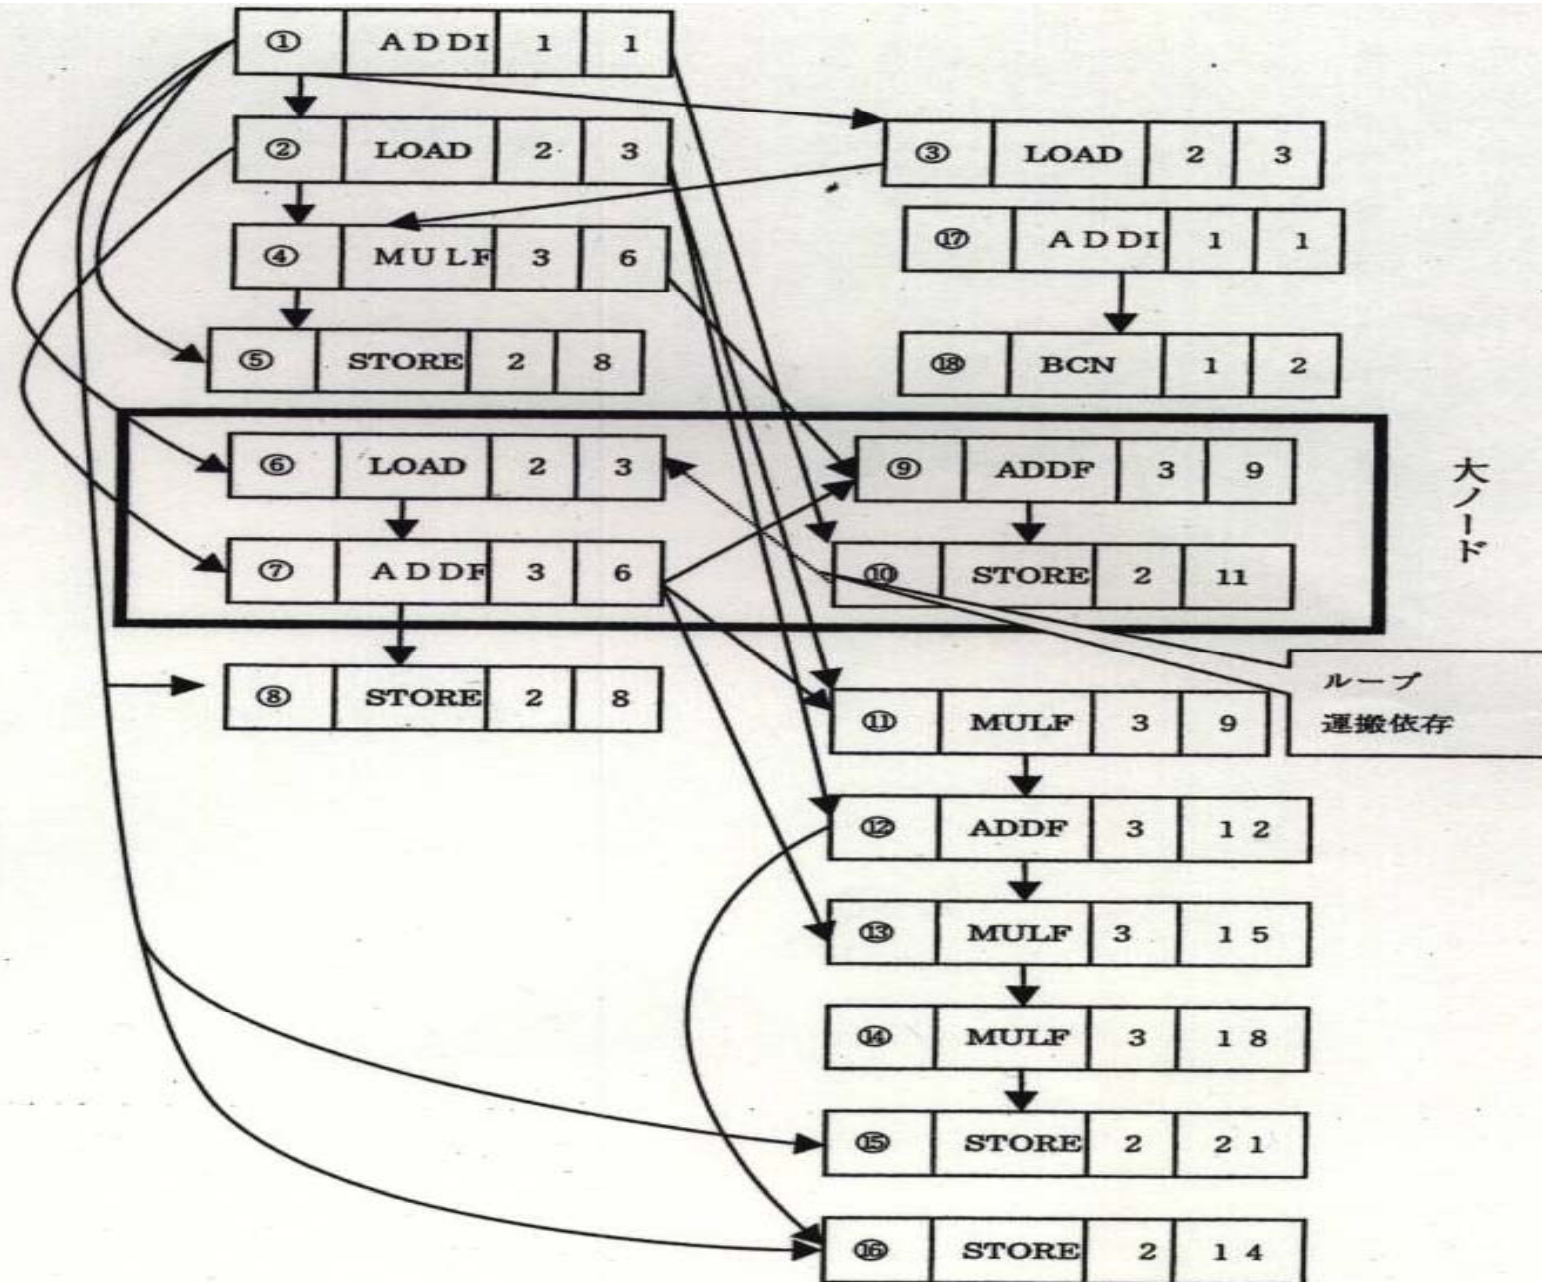 ① ADDI 1 1
② LOAD 2 3
③ LOAD 2 3
④ MULF 3 6
⑰ ADDI 1 1
⑤ STORE 2 8
⑱ BCN 1 2
⑥ LOAD 2 3
⑨ ADDF 3 9
大ノード
⑦ ADDF 3 6
⑩ STORE 2 11
⑧ STORE 2 8
ループ
運搬依存
⑪ MULF 3 9
⑫ ADDF 3 12
⑬ MULF 3 15
⑭ MULF 3 18
⑮ STORE 2 21
⑯ STORE 2 14